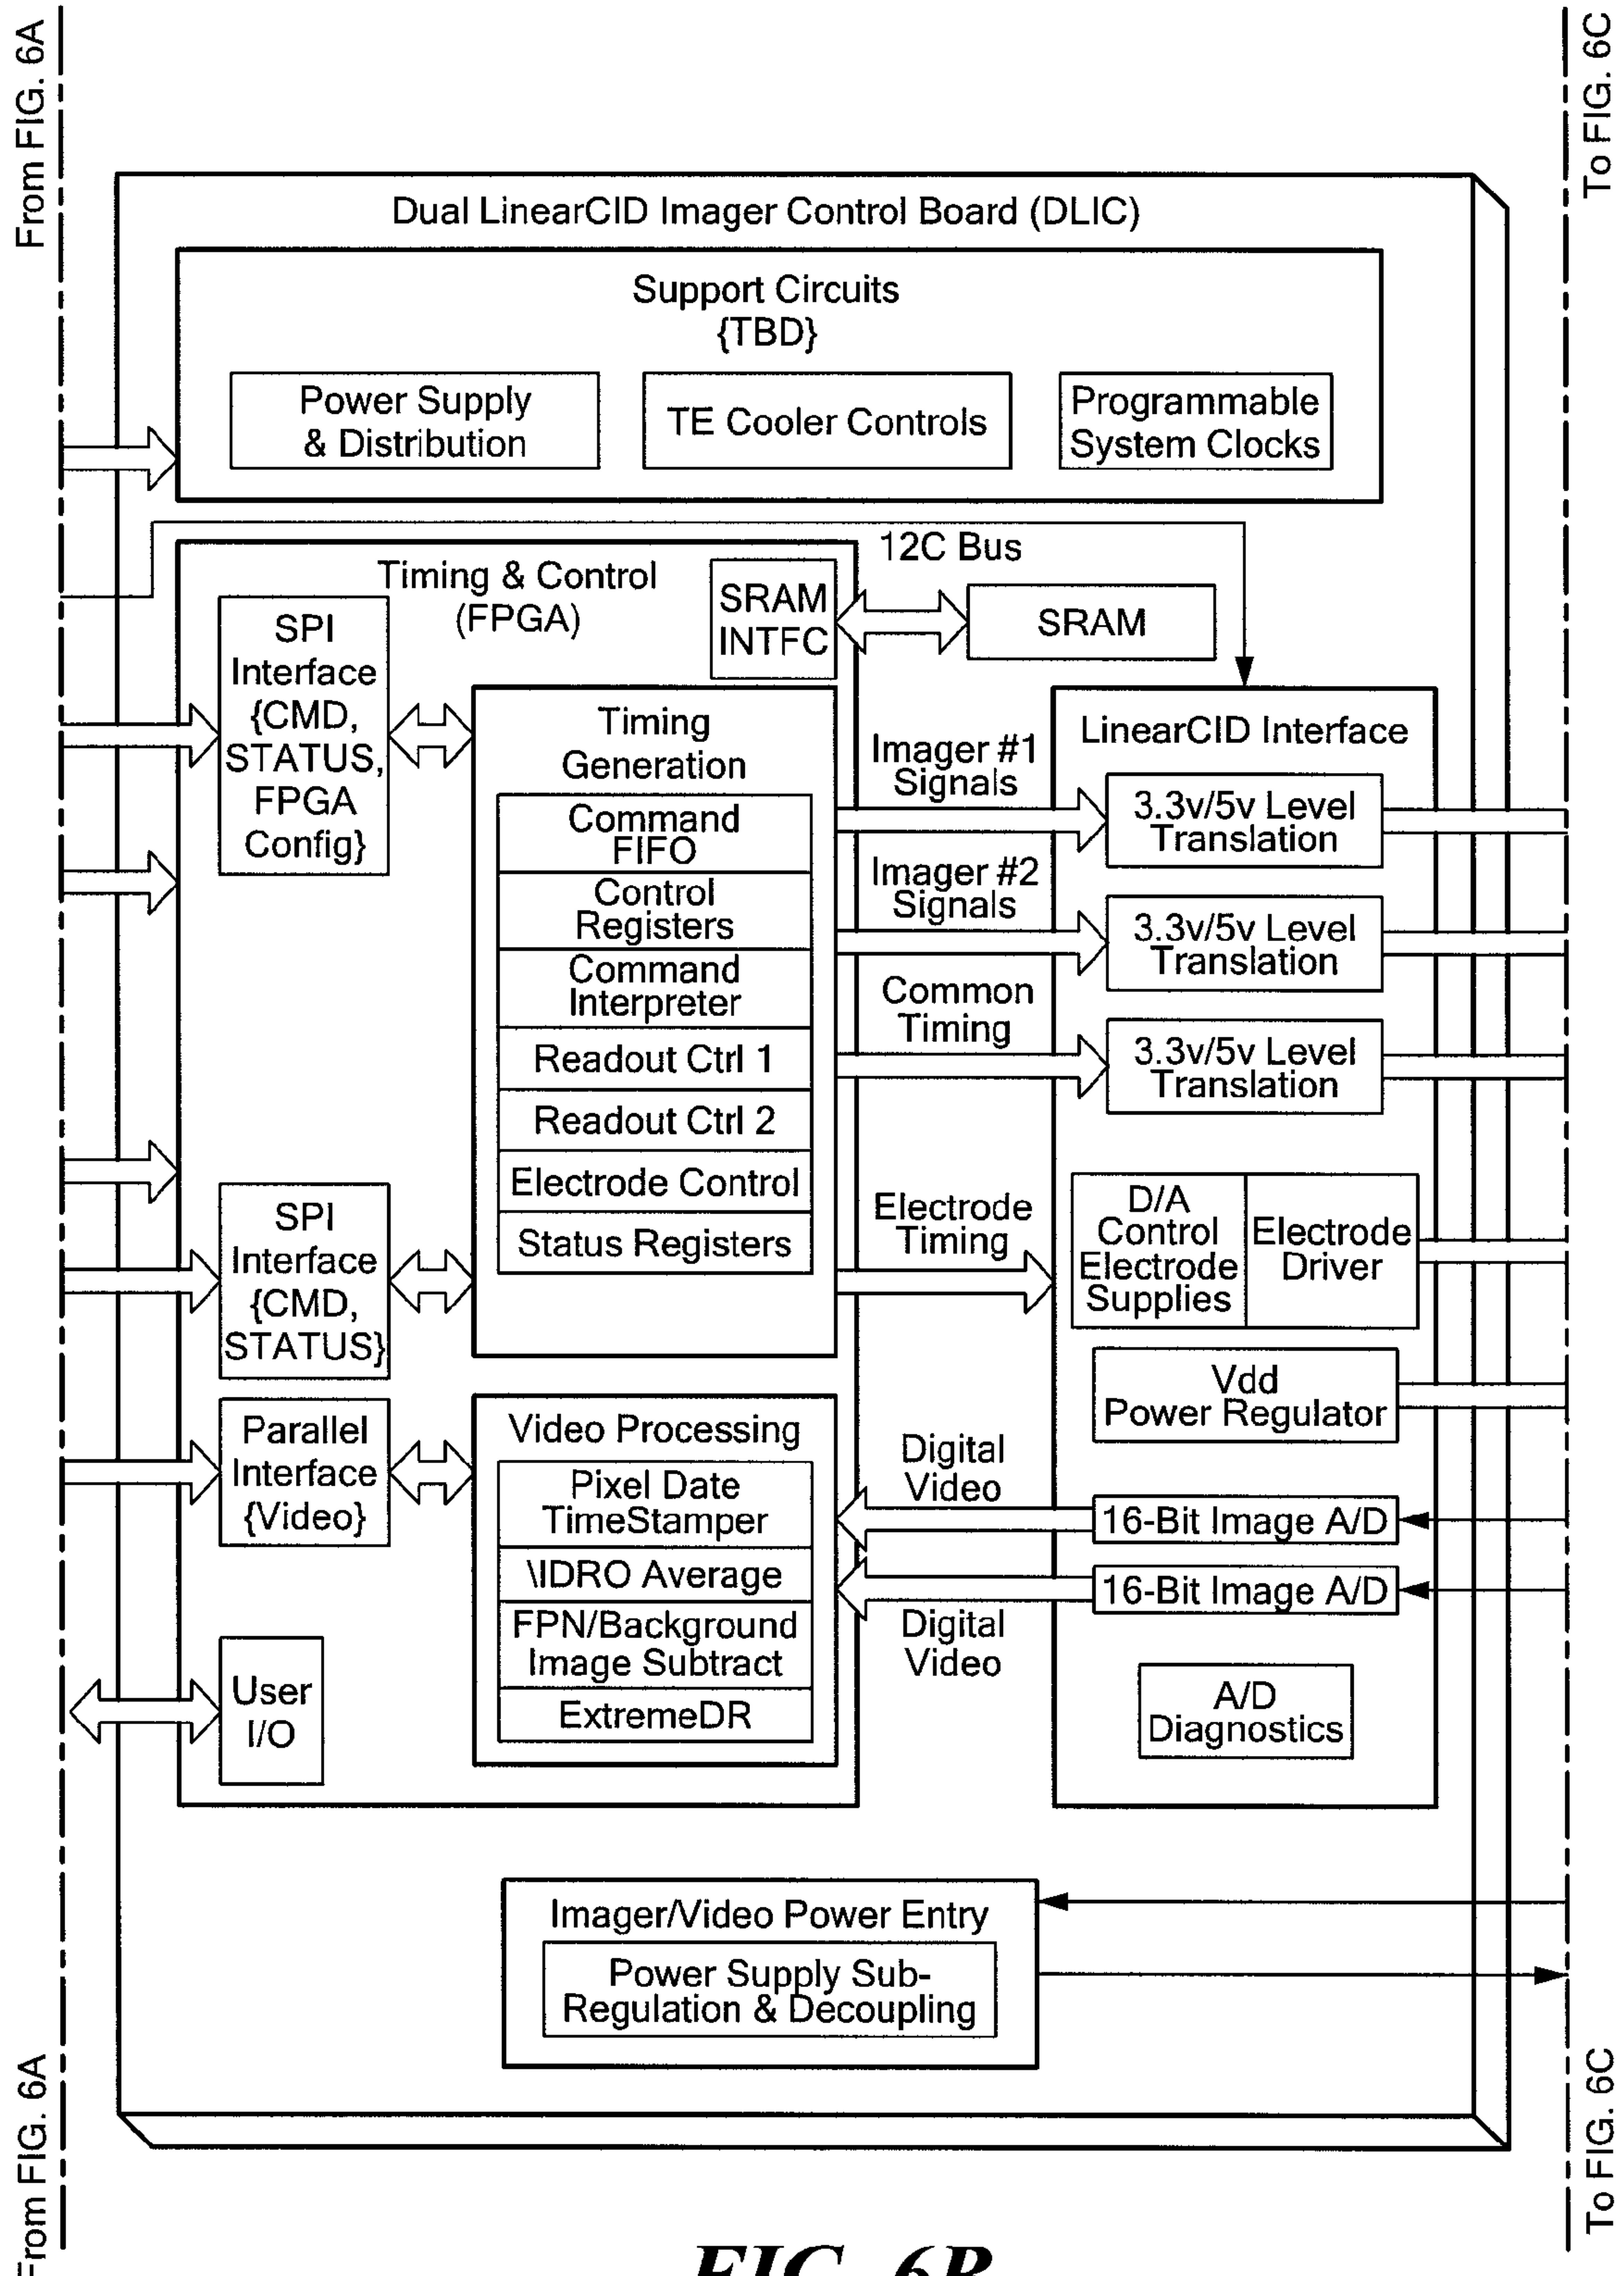 From FIG. 6A
To FIG. 6C
Dual LinearCID Imager Control Board (DLIC)
Support Circuits
{TBD}
Power Supply
& Distribution
TE Cooler Controls
Programmable
System Clocks
12C Bus
Timing & Control
(FPGA)
SRAM
INTFC
SRAM
SPI
Interface
{CMD,
STATUS,
FPGA
Config}
Timing
Generation
Command
FIFO
Control
Registers
Command
Interpreter
Readout Ctrl 1
Readout Ctrl 2
Electrode Control
Status Registers
Imager #1
Signals
Imager #2
Signals
Common
Timing
Electrode
Timing
LinearCID Interface
3.3v/5v Level
Translation
3.3v/5v Level
Translation
3.3v/5v Level
Translation
D/A
Control
Electrode
Supplies
Electrode
Driver
Vdd
Power Regulator
SPI
Interface
{CMD,
STATUS}
Parallel
Interface
{Video}
Video Processing
Pixel Date
TimeStamper
\IDRO Average
FPN/Background
Image Subtract
ExtremeDR
Digital
Video
16-Bit Image A/D
16-Bit Image A/D
Digital
Video
User
I/O
A/D
Diagnostics
Imager/Video Power Entry
Power Supply Sub-
Regulation & Decoupling
From FIG. 6A
To FIG. 6C
FIG. 6B